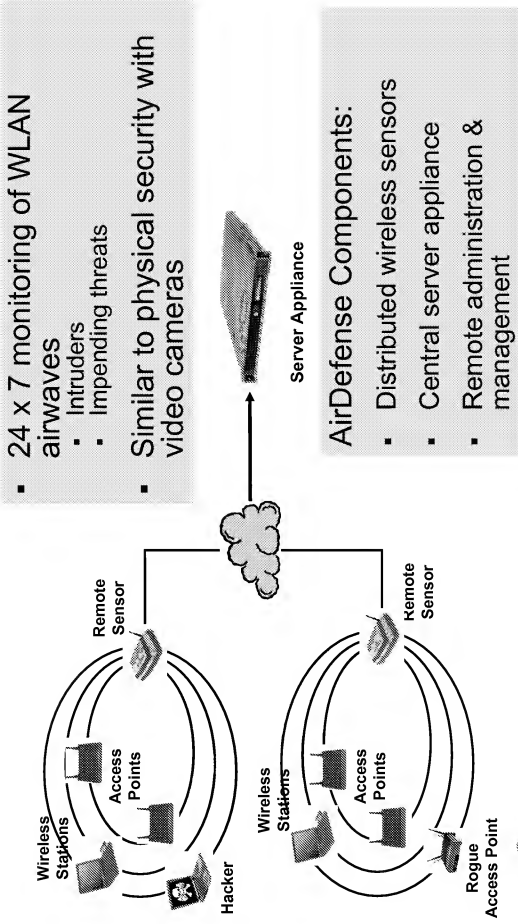 ▪ 24 x 7 monitoring of WLAN
airwaves
▪ Intruders
▪ Impending threats
▪ Similar to physical security with
video cameras
Wireless
Stations
Access
Points
Hacker
Remote
Sensor
Server Appliance
Wireless
Stations
Access
Points
Rogue
Access Point
Remote
Sensor
AirDefense Components:
▪ Distributed wireless sensors
▪ Central server appliance
▪ Remote administration &
management